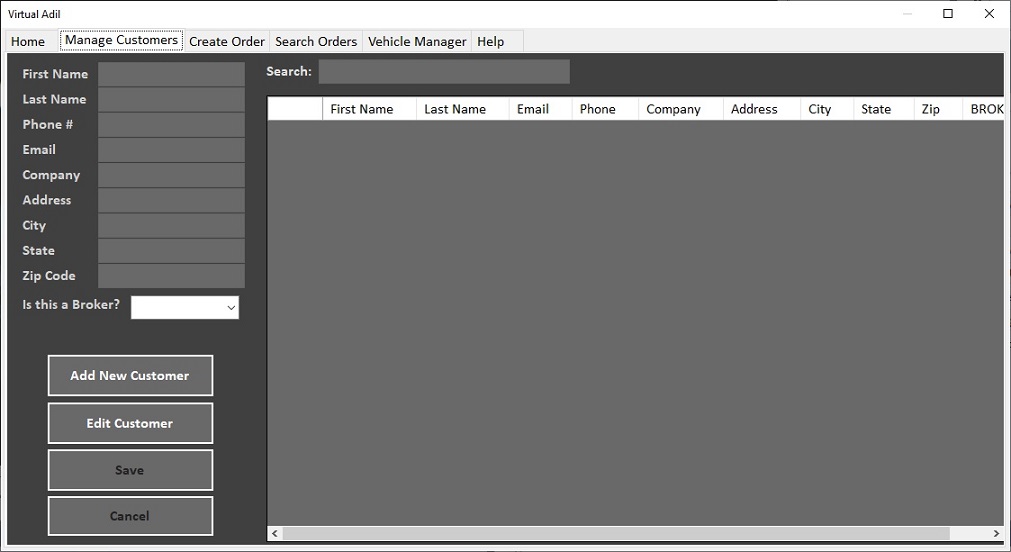 Virtual Adil
Home Manage Customers Create Order Search Orders Vehicle Manager Help
First Name
Last Name
Phone #
Email
Company
Address
City
State
Zip Code
Is this a Broker?
Add New Customer
Edit Customer
Save
Cancel
Search:
First Name Last Name Email Phone Company Address City State Zip BROK